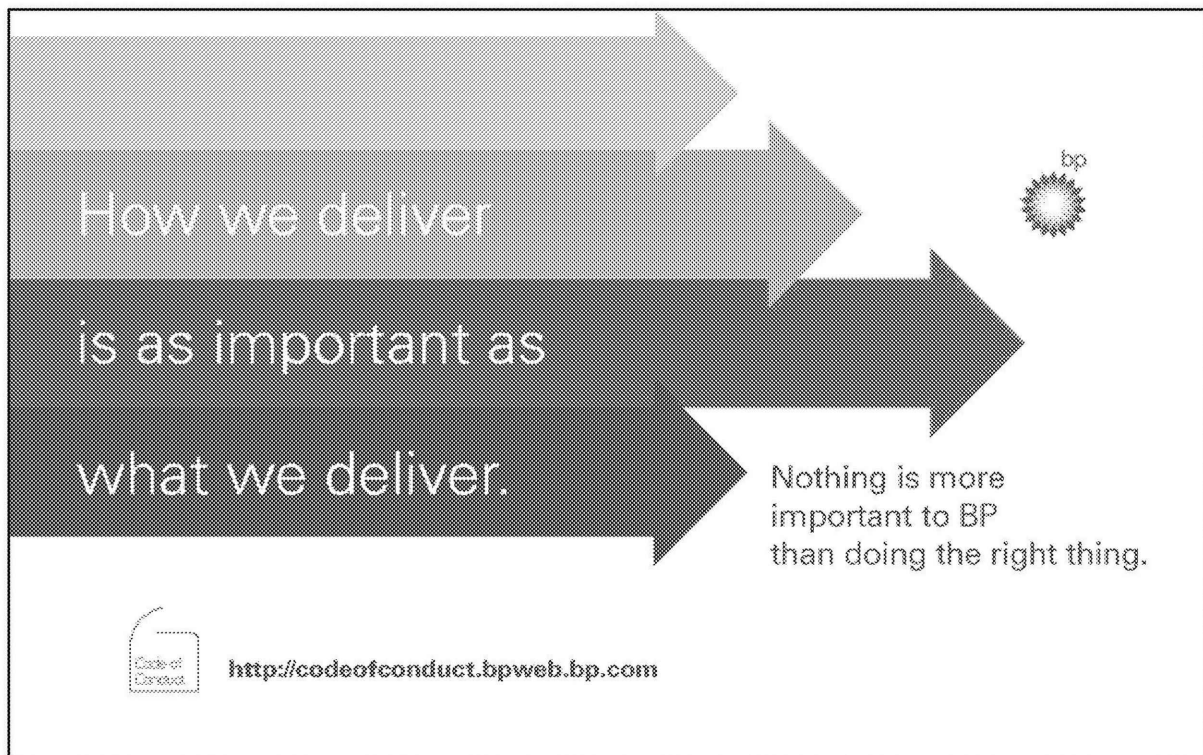 bp
How we deliver
is as important as
what we deliver.
Nothing is more
important to BP
than doing the right thing.
Code of
Conduct
http://codeofconduct.bpweb.bp.com